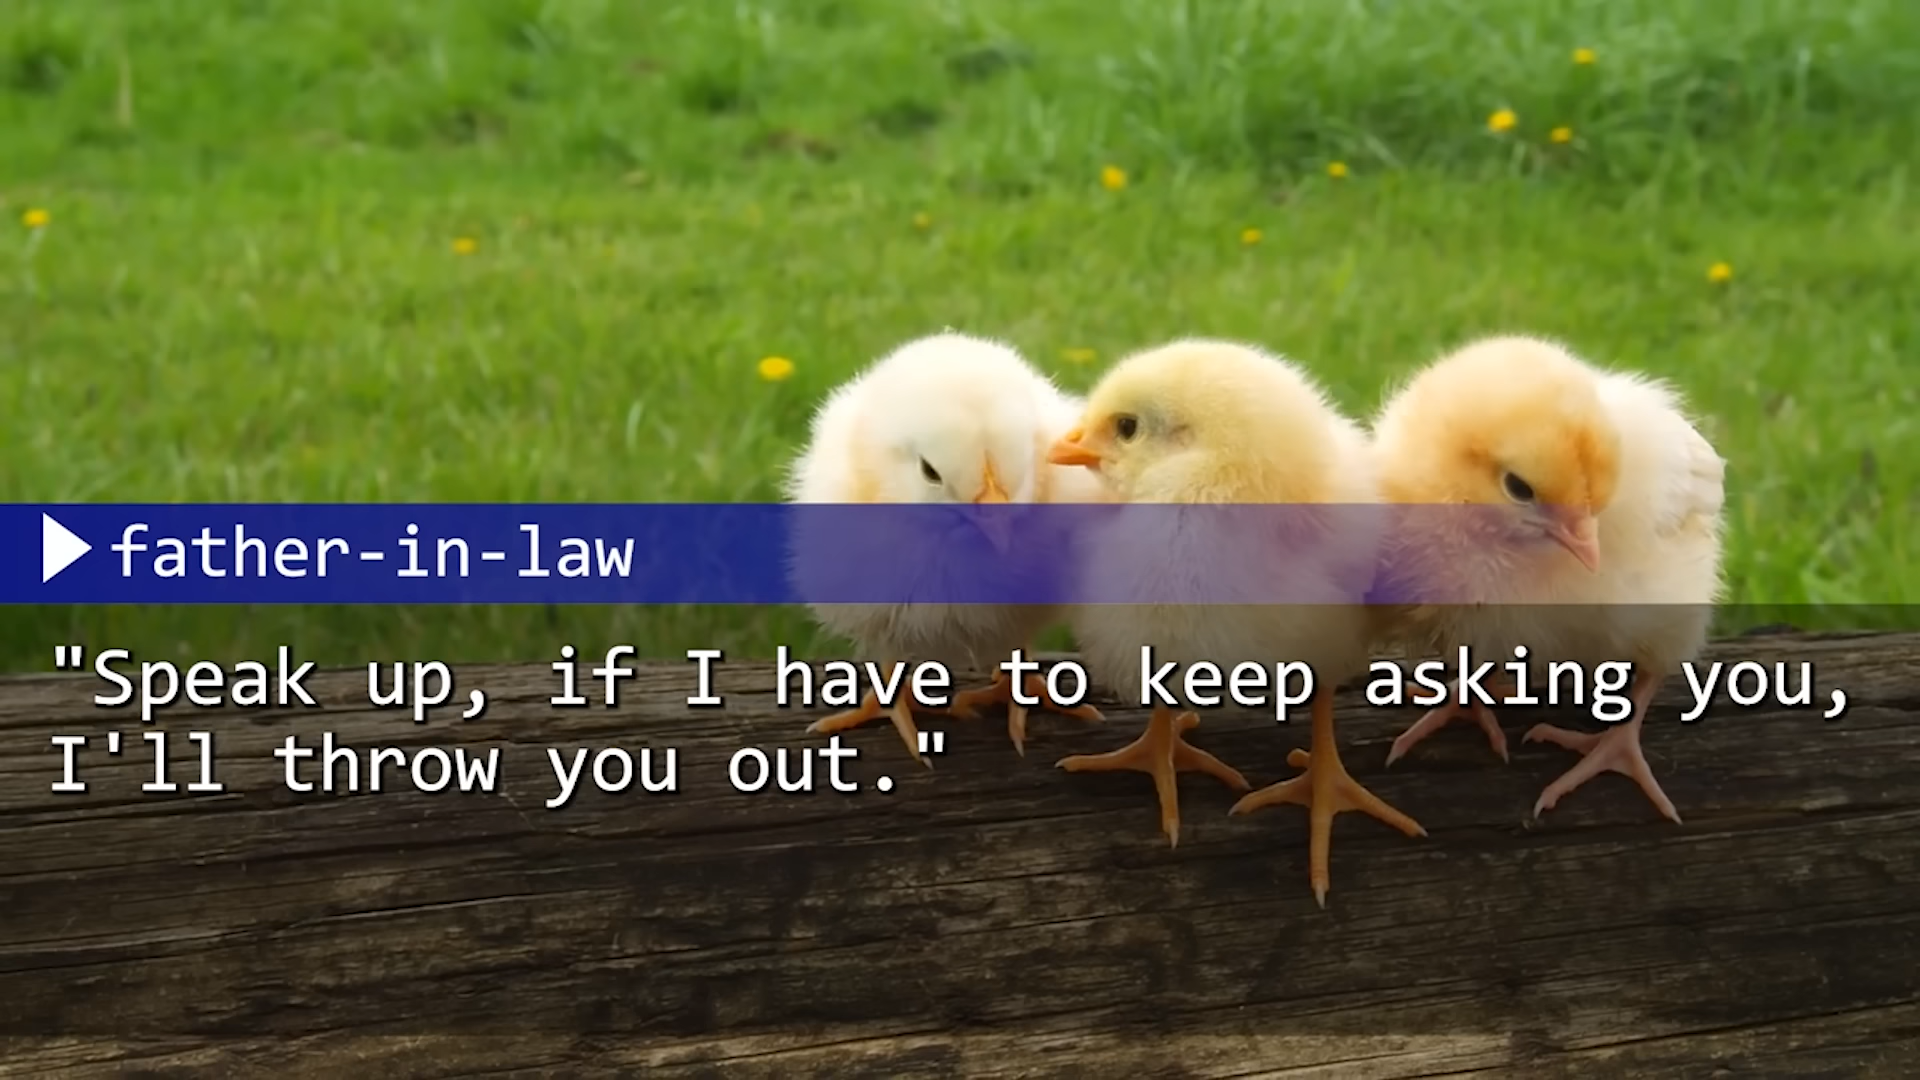 father-in-law
"Speak up, if I have to keep asking you,
I'll throw you out."